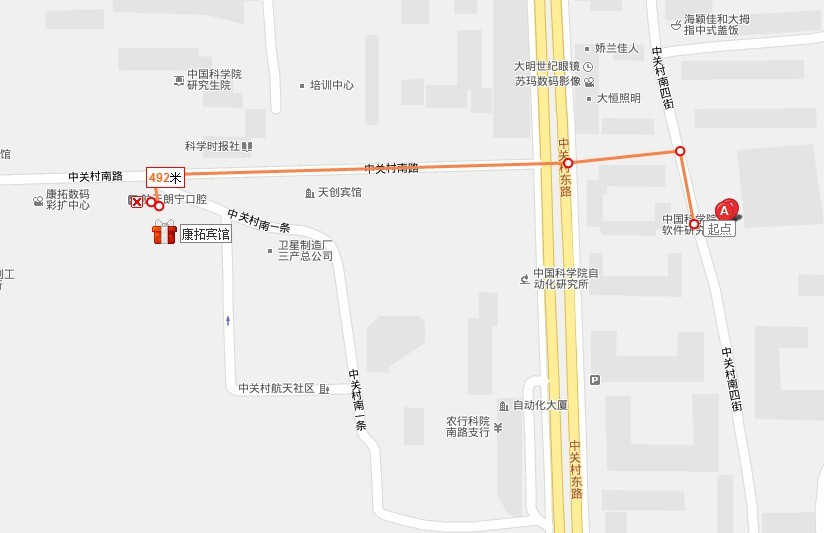 海颖佳和大拇
指中式盖饭
娇兰佳人
大明世纪眼镜
苏玛数码影像
大恒照明
中关村南四街
中国科学院
研究生院
培训中心
科学时报社
馆
中关村南路
492米
中关村南路
中关村东路
康拓数码
彩扩中心
朗宁口腔
天创宾馆
中关村南一条
康拓宾馆
卫星制造厂
三产总公司
中国科学院
软件研究
A
起点
中国科学院自
动化研究所
中关村航天社区
中关村南一条
P
自动化大厦
农行科院
南路支行
¥
中关村东路
中关村南四街